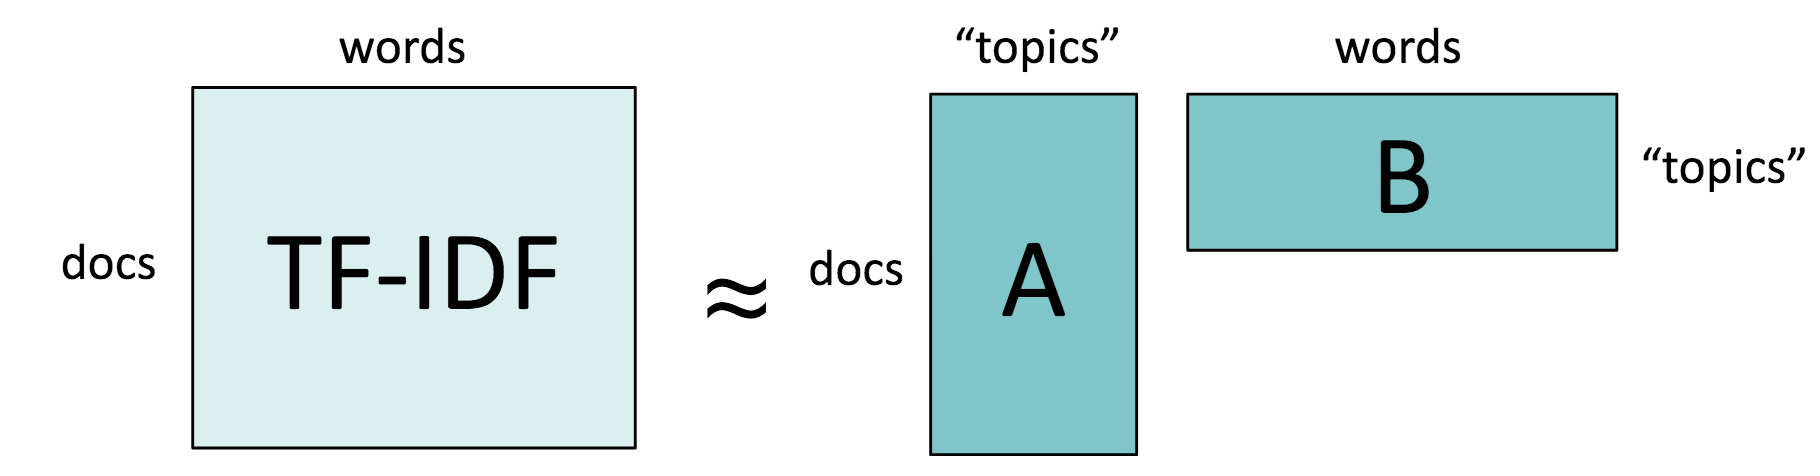 words
docs
TF-IDF
≈
“topics”
docs
A
words
B
“topics”